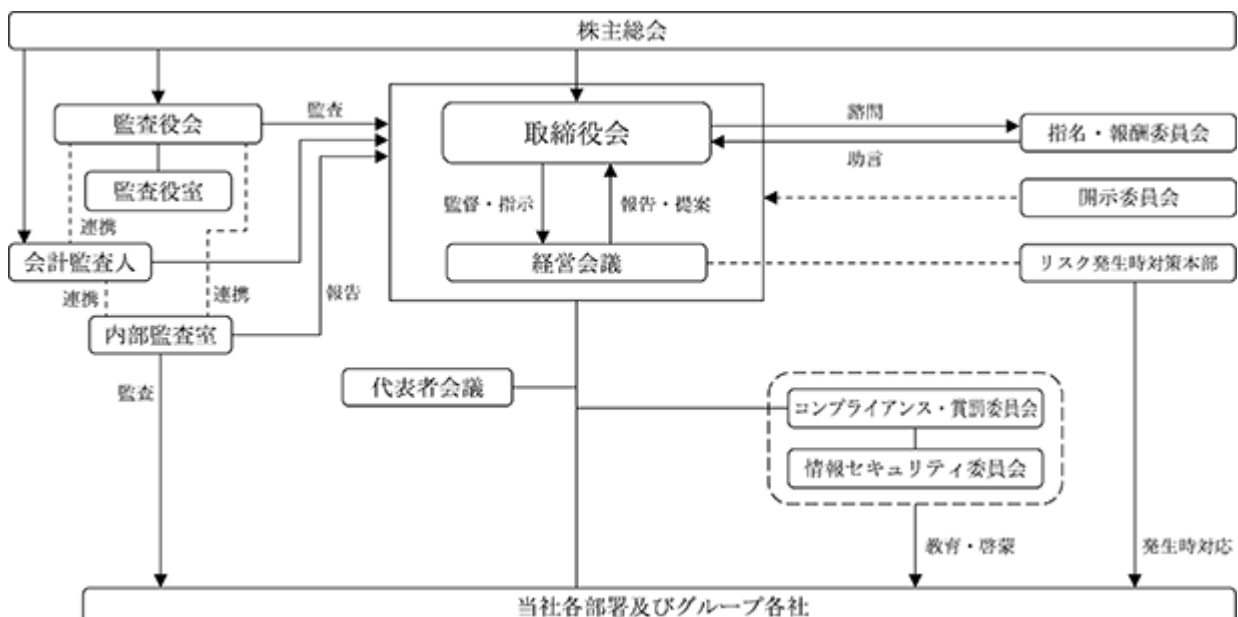 株主総会
監査役会
監査
取締役会
諮問
指名・報酬委員会
助言
監査役室
連携
監督・指示
報告・提案
開示委員会
会計監査人
経営会議
リスク発生時対策本部
連携
連携
報告
内部監査室
監査
代表者会議
コンプライアンス・賞罰委員会
情報セキュリティ委員会
教育・啓蒙
発生時対応
当社各部署及びグループ各社